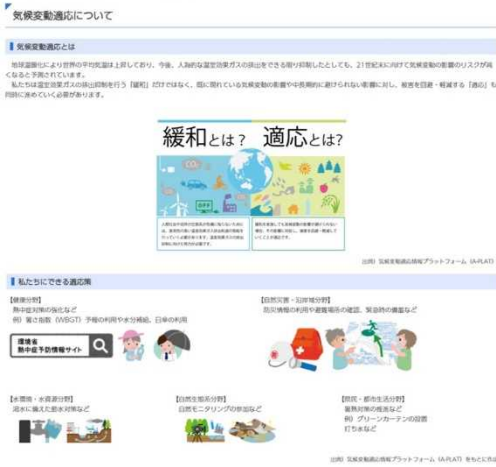 気候変動適応について
気候変動適応とは
地球温暖化により世界の平均気温は上昇しており、今後、人為的な温室効果ガスの排出をできる限り抑制したとしても、21世紀末に向けて気候変動の影響のリスクが高
くなると予測されています。
私たちは温室効果ガスの排出抑制を行う「緩和」だけではなく、既に現れている気候変動の影響や中長期的に避けられない影響に対し、被害を回避・軽減する「適応」も
同時に進めていく必要があります。
緩和とは? 適応とは?
CO₂
OFF
出典)気候変動適応情報プラットフォーム(A-PLAT)
私たちにできる適応策
【健康分野】
熱中症対策の強化など
例)暑さ指数(WBGT)予報の利用や水分補給、日傘の利用
環境省
熱中症予防情報サイト
【自然災害・沿岸域分野】
防災情報の利用や避難場所の確認、緊急時の備蓄など
【水環境・水資源分野】
渇水に備えた節水対策など
【自然生態系分野】
自然モニタリングの参加など
【国民・都市生活分野】
暑熱対策の推進など
例)グリーンカーテンの設置
打ち水など
出典)気候変動適応情報プラットフォーム(A-PLAT)をもとに作成